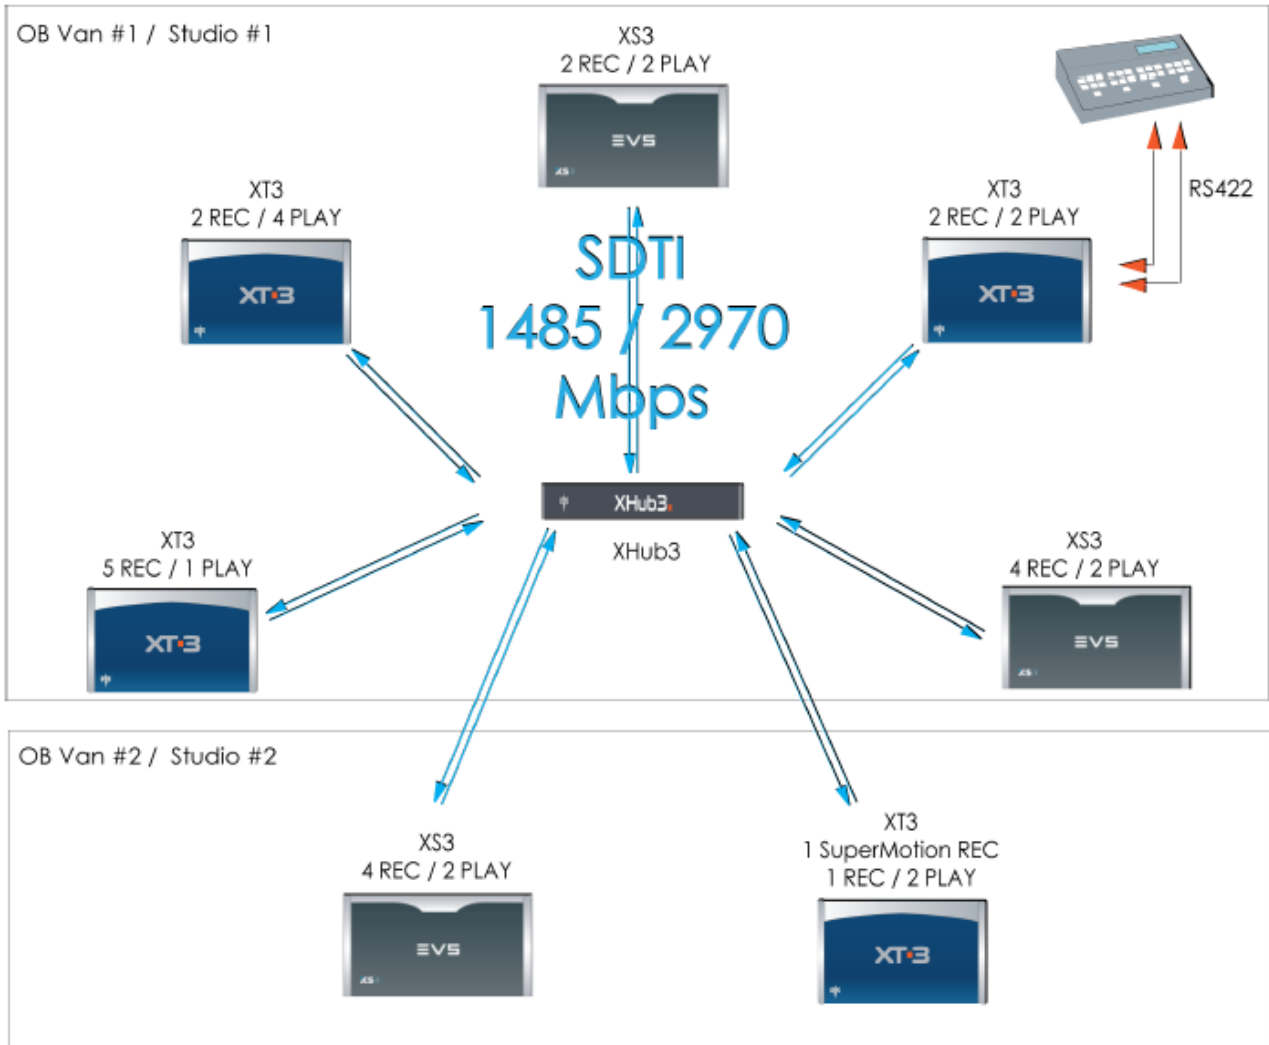 OB Van #1 / Studio #1
XS3
2 REC / 2 PLAY
EVS
XS3
XT3
2 REC / 4 PLAY
XT3
XT3
2 REC / 2 PLAY
XT3
RS422
SDTI
1485 / 2970
Mbps
XHub3
XHub3
XT3
5 REC / 1 PLAY
XT3
XS3
4 REC / 2 PLAY
EVS
XS3
OB Van #2 / Studio #2
XS3
4 REC / 2 PLAY
EVS
XS3
XT3
1 SuperMotion REC
1 REC / 2 PLAY
XT3